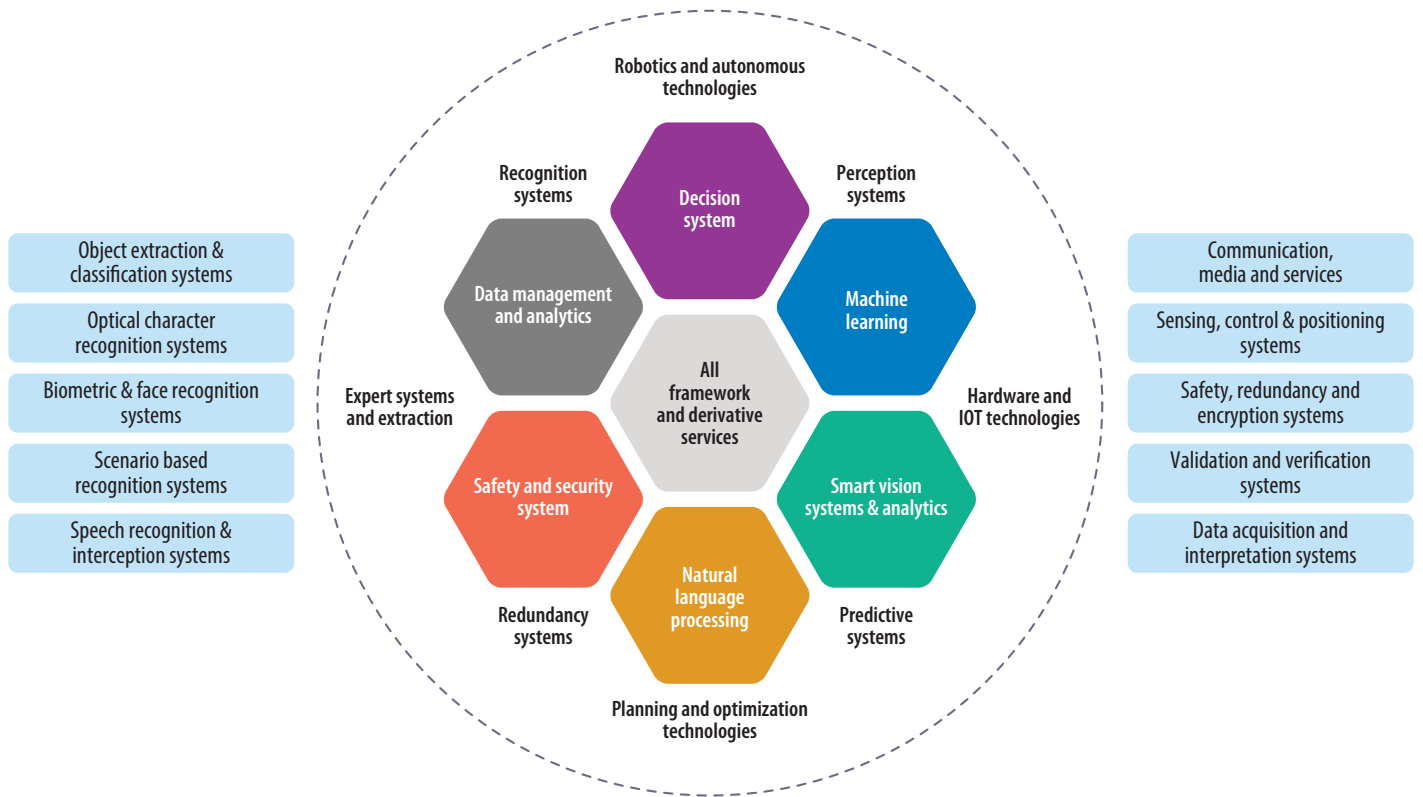 Robotics and autonomous
technologies
Recognition
systems
Perception
systems
Decision
system
Data management
and analytics
Machine
learning
All
framework
and derivative
services
Expert systems
and extraction
Hardware and
IOT technologies
Safety and security
system
Smart vision
systems & analytics
Natural
language
processing
Redundancy
systems
Predictive
systems
Planning and optimization
technologies
Object extraction &
classification systems
Optical character
recognition systems
Biometric & face recognition
systems
Scenario based
recognition systems
Speech recognition &
interception systems
Communication,
media and services
Sensing, control & positioning
systems
Safety, redundancy and
encryption systems
Validation and verification
systems
Data acquisition and
interpretation systems